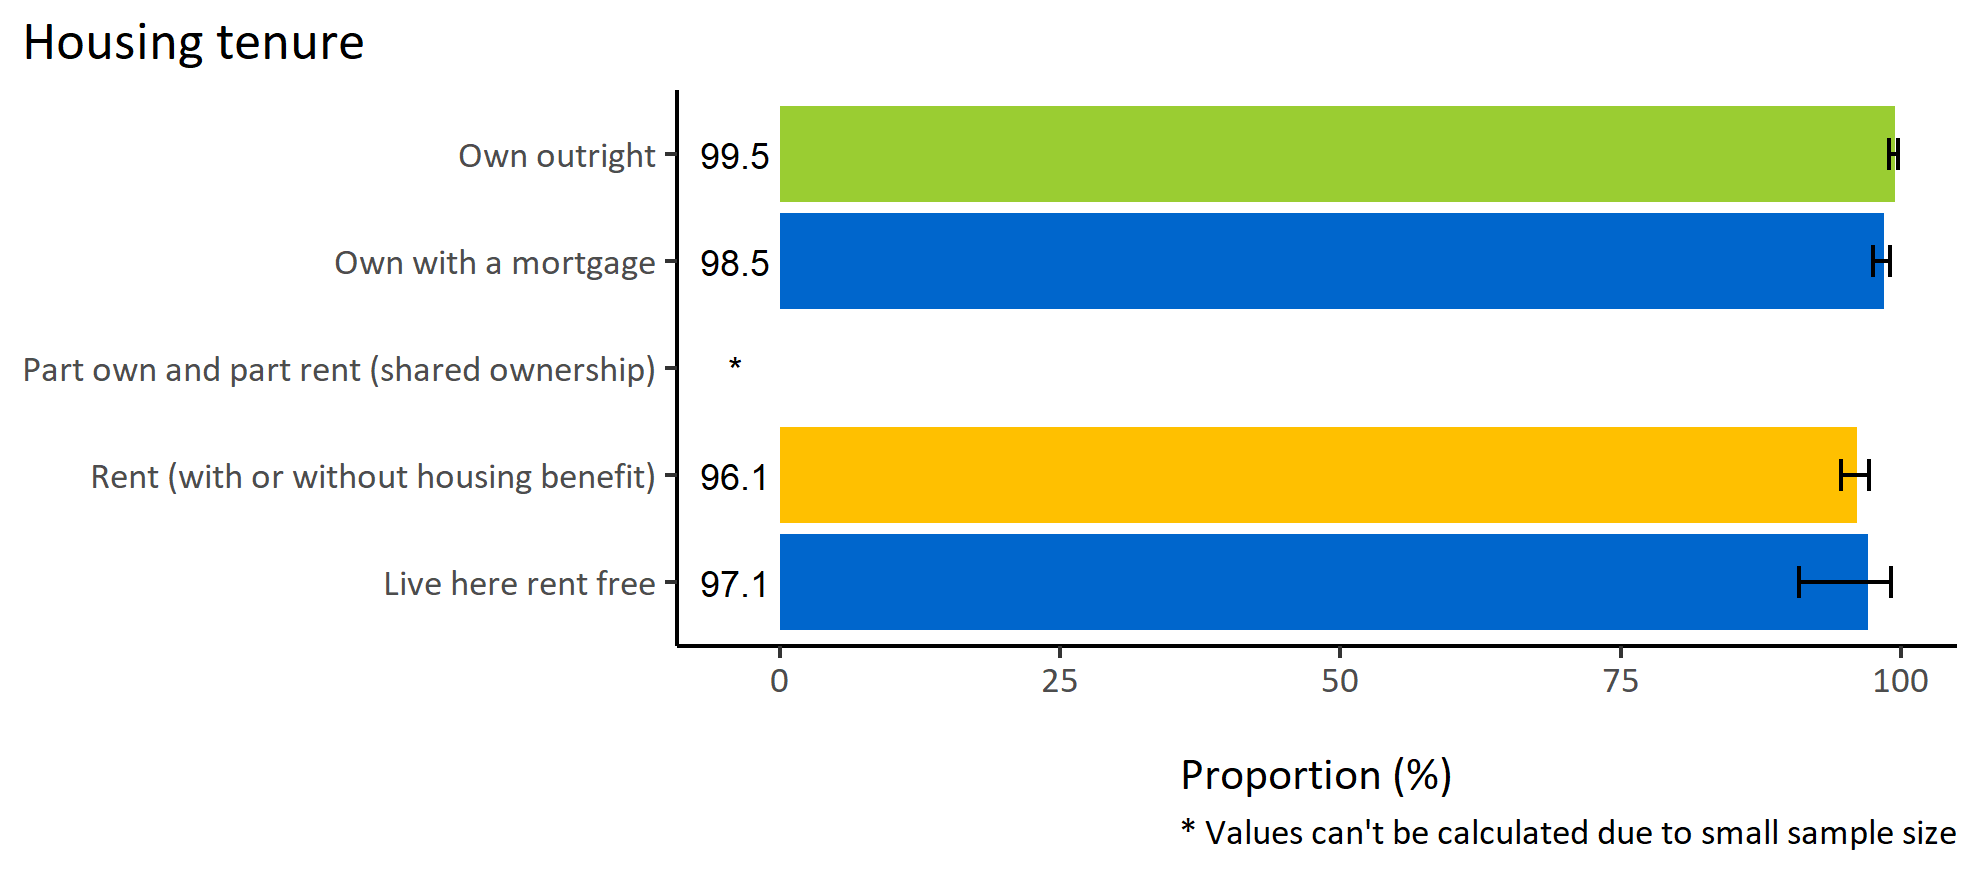 Housing tenure
Own outright 99.5
Own with a mortgage 98.5
Part own and part rent (shared ownership) *
Rent (with or without housing benefit) 96.1
Live here rent free 97.1
0 25 50 75 100
Proportion (%)
* Values can't be calculated due to small sample size